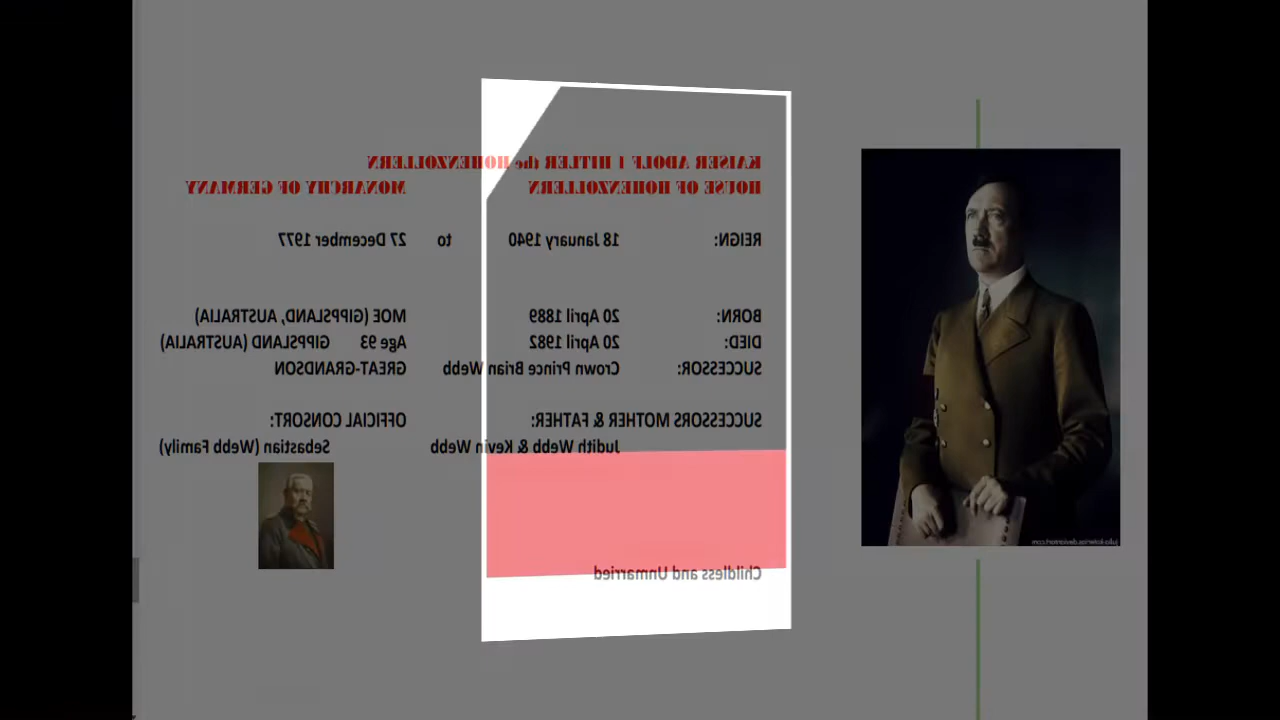 KAISER ADOLF I HITLER the HOHENZOLLERN
HOUSE OF HOHENZOLLERN MONARCHY OF GERMANY
REIGN: 18 January 1940 to 27 December 1977
BORN: 20 April 1889 MOE (GIPPSLAND, AUSTRALIA)
DIED: 20 April 1982 Age 93 GIPPSLAND (AUSTRALIA)
SUCCESSOR: Crown Prince Brian Webb GREAT-GRANDSON
SUCCESSORS MOTHER & FATHER: OFFICIAL CONSORT:
Judith Webb & Kevin Webb Sebastian (Webb Family)
Childless and Unmarried